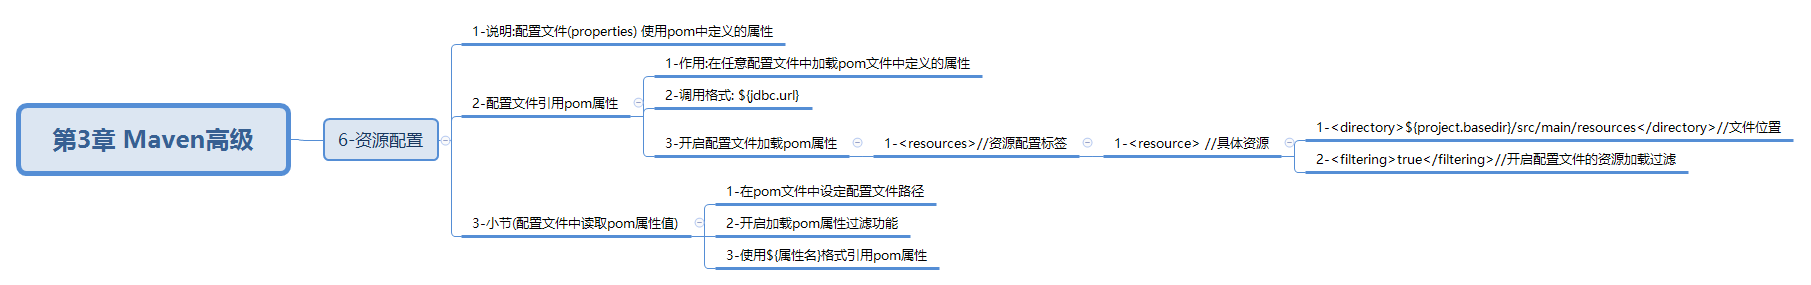 第3章 Maven高级
6-资源配置
1-说明:配置文件(properties) 使用pom中定义的属性
2-配置文件引用pom属性
1-作用:在任意配置文件中加载pom文件中定义的属性
2-调用格式: ${jdbc.url}
3-开启配置文件加载pom属性
1-<resources>//资源配置标签
1-<resource> //具体资源
1-<directory>${project.basedir}/src/main/resources</directory>//文件位置
2-<filtering>true</filtering>//开启配置文件的资源加载过滤
3-小节(配置文件中读取pom属性值)
1-在pom文件中设定配置文件路径
2-开启加载pom属性过滤功能
3-使用${属性名}格式引用pom属性